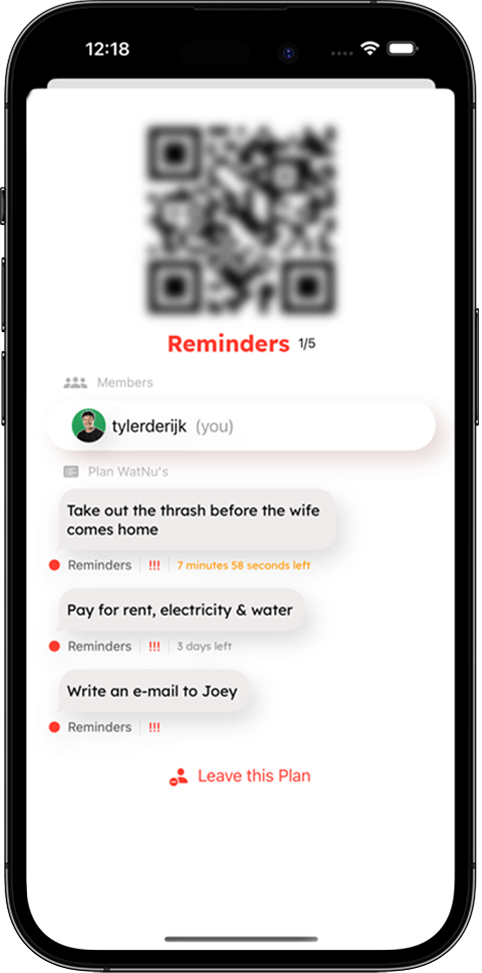 12:18
Reminders 1/5
Members
tylerderijk (you)
Plan WatNu's
Take out the thrash before the wife
comes home
Reminders !!! 7 minutes 58 seconds left
Pay for rent, electricity & water
Reminders !!! 3 days left
Write an e-mail to Joey
Reminders !!!
Leave this Plan